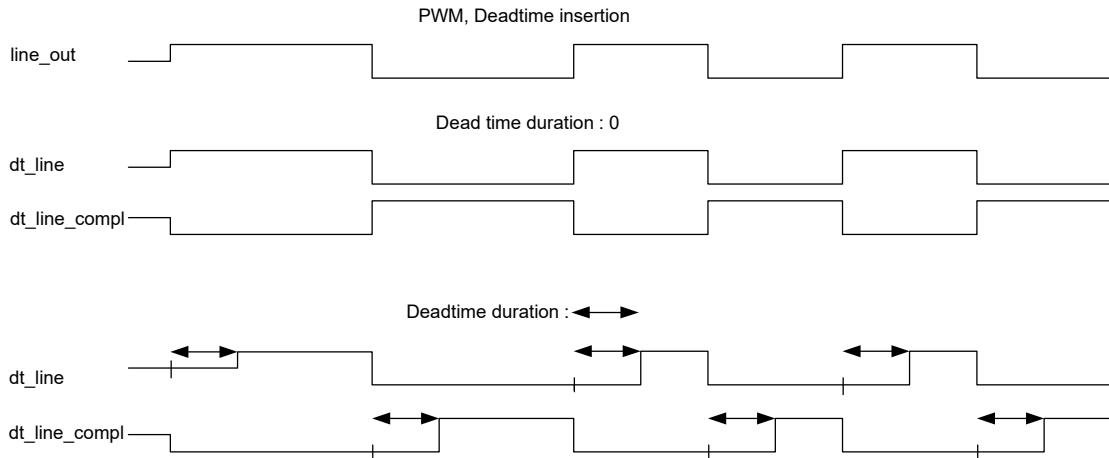 PWM, Deadtime insertion
line_out
Dead time duration : 0
dt_line
dt_line_compl
Deadtime duration :
dt_line
dt_line_compl